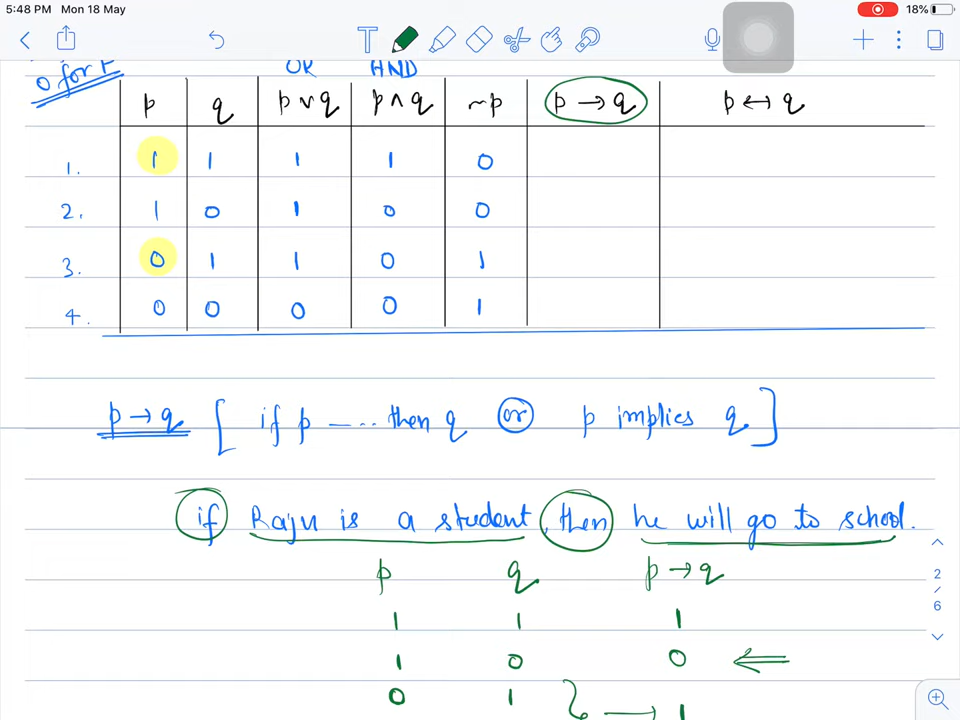 5:48 PM Mon 18 May 18%
T
0 for F OR AND
p q p ∨ q p ∧ q ~p p → q p ↔ q
1. 1 1 1 1 0
2. 1 0 1 0 0
3. 0 1 1 0 1
4. 0 0 0 0 1
p → q [ if p ---.. then q or p implies q ]
if Raju is a student, then he will go to school.
p q p → q
1 1 1
1 0 0 ⇐
0 1 } → 1
2
/
6